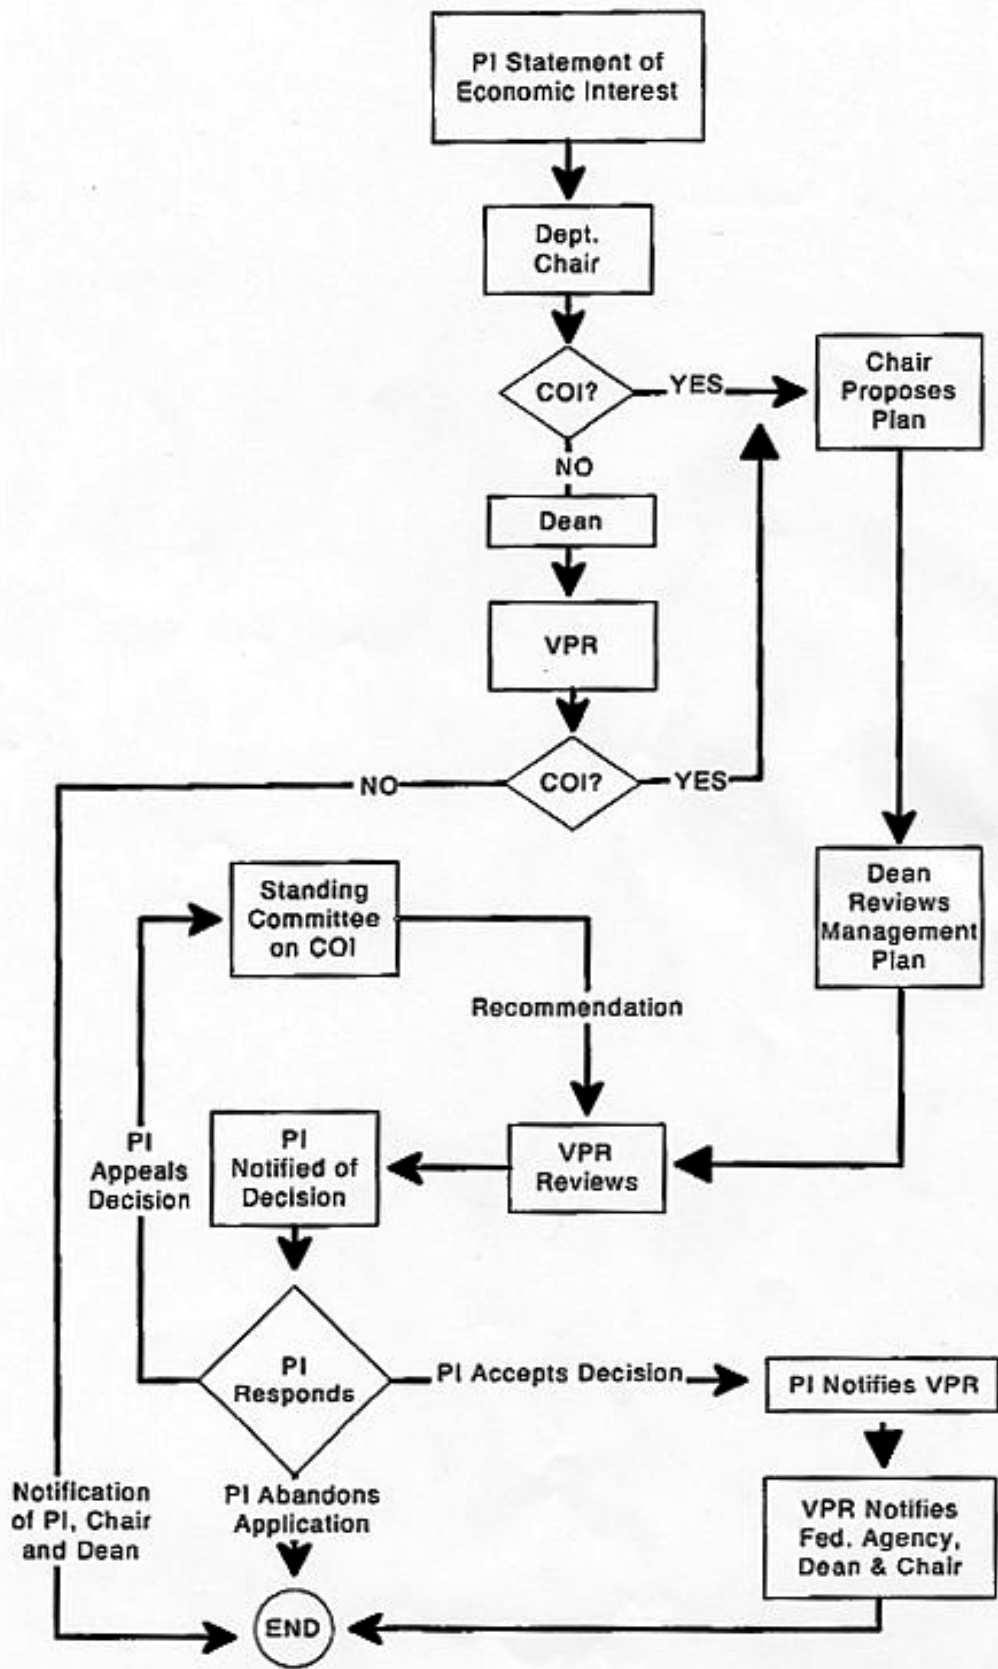 PI Statement of
Economic Interest
Dept.
Chair
COI?
YES
Chair
Proposes
Plan
NO
Dean
VPR
COI?
NO
YES
Dean
Reviews
Management
Plan
Standing
Committee
on COI
Recommendation
PI
Appeals
Decision
PI
Notified of
Decision
VPR
Reviews
PI
Responds
PI Accepts Decision
PI Notifies VPR
Notification
of PI, Chair
and Dean
PI Abandons
Application
VPR Notifies
Fed. Agency,
Dean & Chair
END